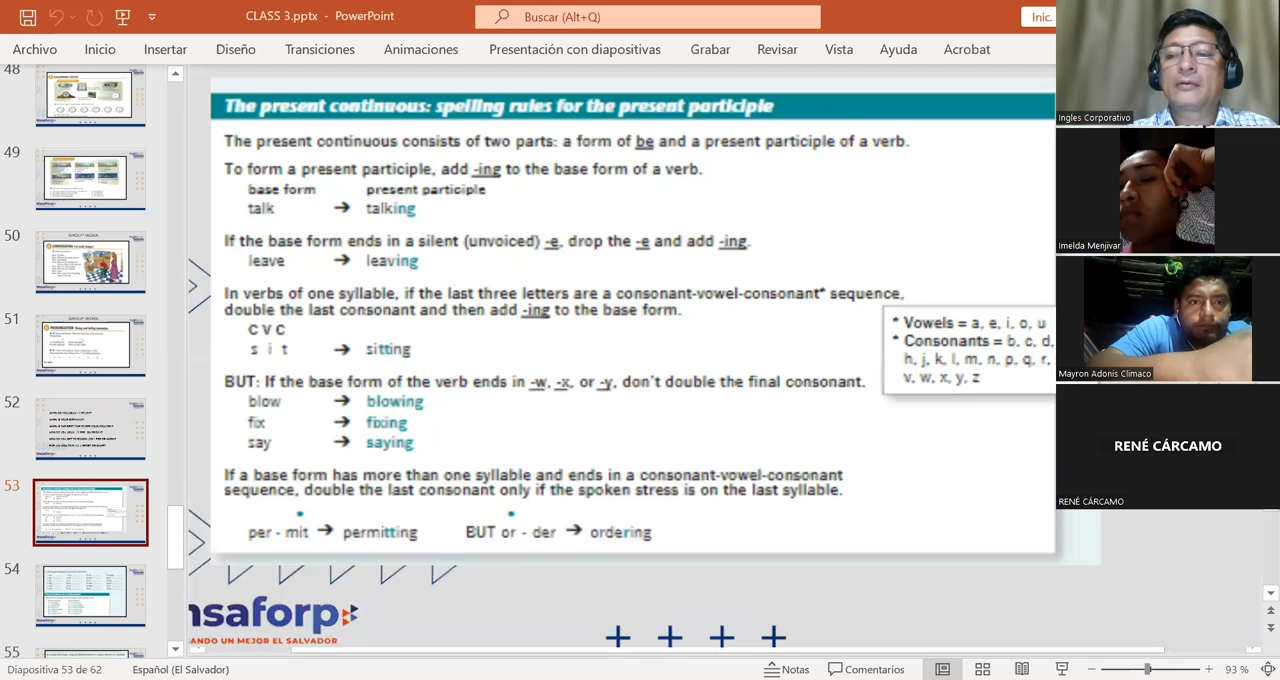 CLASS 3.pptx - PowerPoint
Buscar (Alt+Q)
Inic.
Archivo Inicio Insertar Diseño Transiciones Animaciones Presentación con diapositivas Grabar Revisar Vista Ayuda Acrobat
48
49
50
51
52
53
54
55
The present continuous: spelling rules for the present participle
The present continuous consists of two parts: a form of be and a present participle of a verb.
To form a present participle, add -ing to the base form of a verb.
base form present participle
talk → talking
If the base form ends in a silent (unvoiced) -e, drop the -e and add -ing.
leave → leaving
In verbs of one syllable, if the last three letters are a consonant-vowel-consonant* sequence,
double the last consonant and then add -ing to the base form.
C V C
s i t → sitting
BUT: If the base form of the verb ends in -w, -x, or -y, don't double the final consonant.
blow → blowing
fix → fixing
say → saying
If a base form has more than one syllable and ends in a consonant-vowel-consonant
sequence, double the last consonant only if the spoken stress is on the last syllable.
per - mit → permitting BUT or - der → ordering
* Vowels = a, e, i, o, u
* Consonants = b, c, d,
h, j, k, l, m, n, p, q, r,
v, w, x, y, z
nsaforp
ANDO UN MEJOR EL SALVADOR
Ingles Corporativo
Imelda Menjivar
Mayron Adonis Climaco
RENÉ CÁRCAMO
RENÉ CÁRCAMO
Diapositiva 53 de 62 Español (El Salvador) Notas Comentarios 93 %